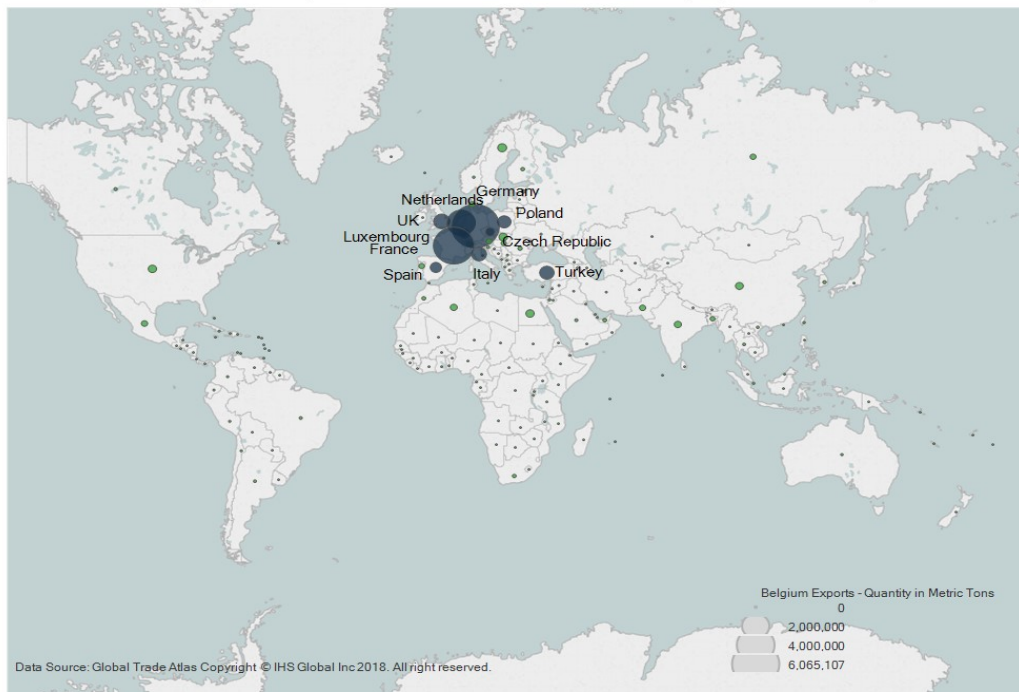 Germany
Netherlands
UK
Poland
Luxembourg
Czech Republic
France
Spain
Italy
Turkey
Belgium Exports - Quantity in Metric Tons
0
2,000,000
4,000,000
6,065,107
Data Source: Global Trade Atlas Copyright © IHS Global Inc 2018. All right reserved.